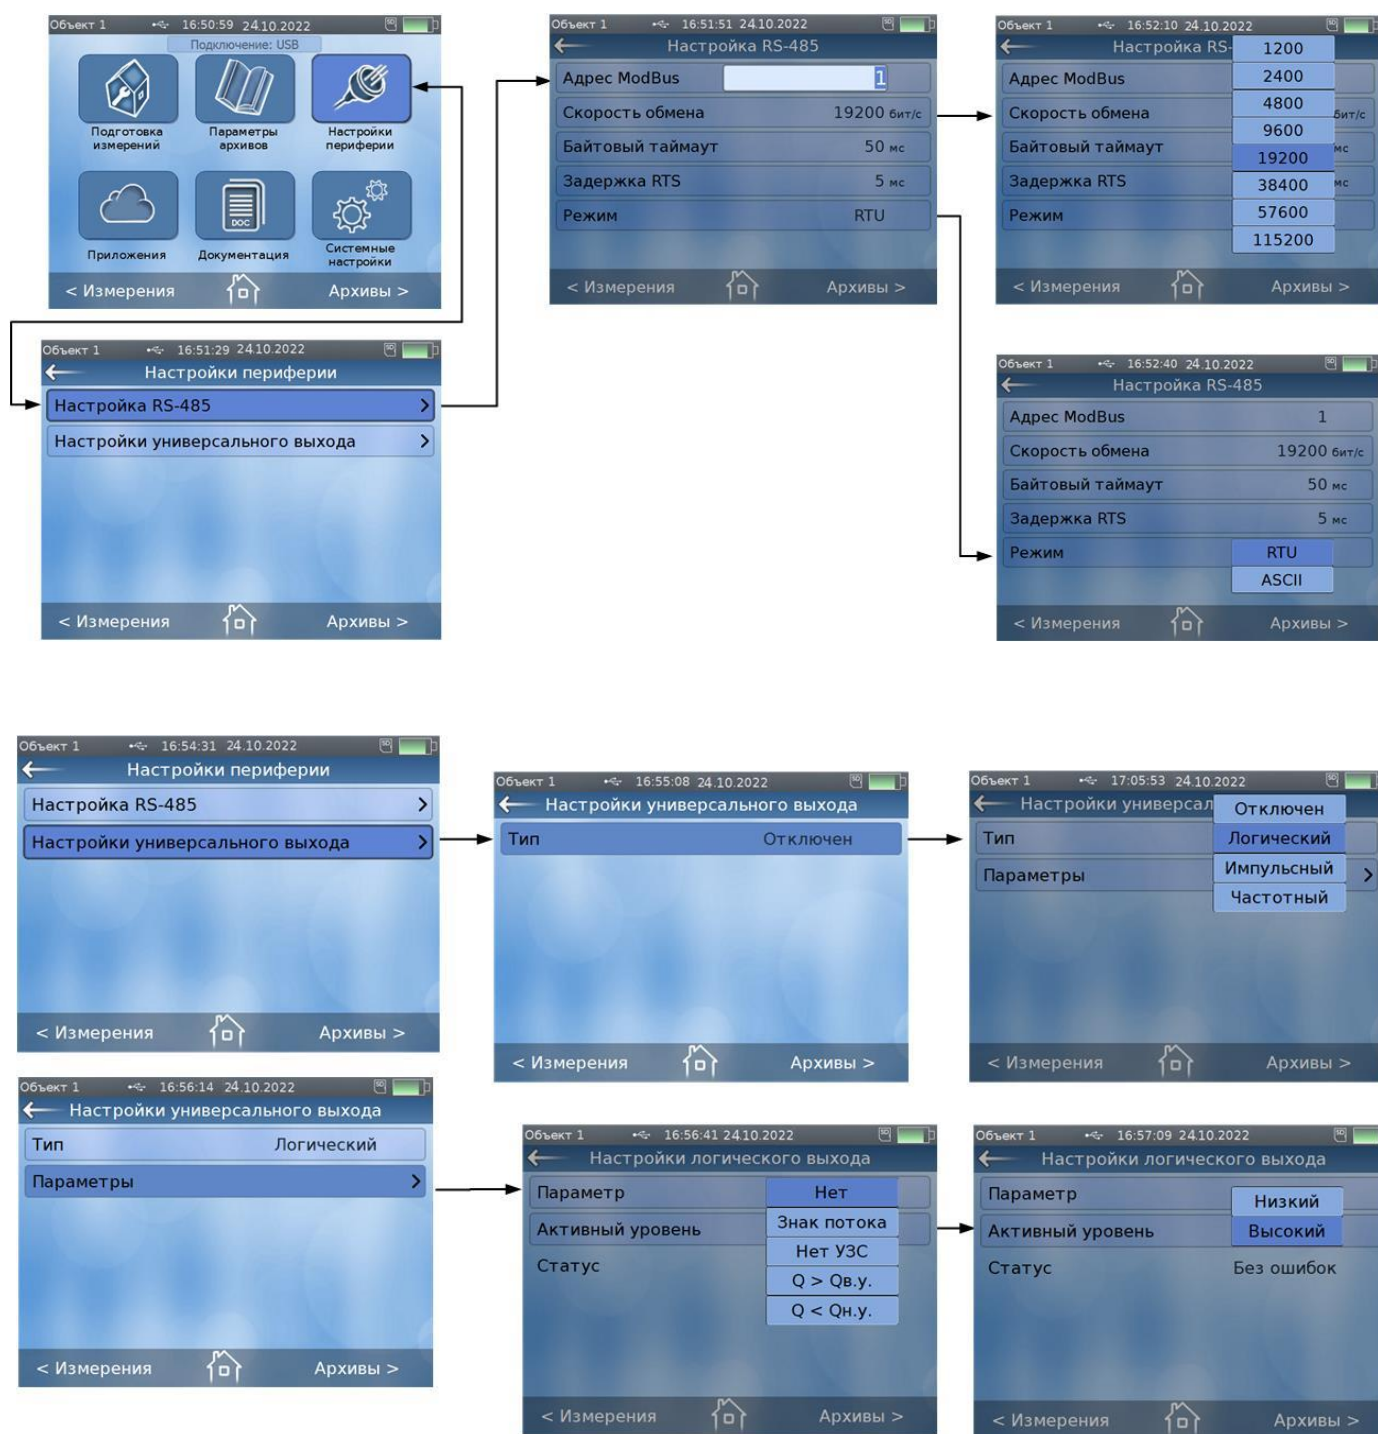 Объект 1 16:50:59 24.10.2022
Подключение: USB
Подготовка измерений
Параметры архивов
Настройки периферии
Приложения
Документация
DOC
Системные настройки
< Измерения Архивы >
Объект 1 16:51:29 24.10.2022
Настройки периферии
Настройка RS-485 >
Настройки универсального выхода >
< Измерения Архивы >
Объект 1 16:51:51 24.10.2022
Настройка RS-485
Адрес ModBus 1
Скорость обмена 19200 бит/с
Байтовый таймаут 50 мс
Задержка RTS 5 мс
Режим RTU
< Измерения Архивы >
Объект 1 16:52:10 24.10.2022
Настройка RS-
Адрес ModBus
Скорость обмена бит/с
Байтовый таймаут мс
Задержка RTS мс
Режим
1200
2400
4800
9600
19200
38400
57600
115200
< Измерения Архивы >
Объект 1 16:52:40 24.10.2022
Настройка RS-485
Адрес ModBus 1
Скорость обмена 19200 бит/с
Байтовый таймаут 50 мс
Задержка RTS 5 мс
Режим RTU
ASCII
< Измерения Архивы >
Объект 1 16:54:31 24.10.2022
Настройки периферии
Настройка RS-485 >
Настройки универсального выхода >
< Измерения Архивы >
Объект 1 16:55:08 24.10.2022
Настройки универсального выхода
Тип Отключен
< Измерения Архивы >
Объект 1 17:05:53 24.10.2022
Настройки универсал
Тип
Параметры >
Отключен
Логический
Импульсный
Частотный
< Измерения Архивы >
Объект 1 16:56:14 24.10.2022
Настройки универсального выхода
Тип Логический
Параметры >
< Измерения Архивы >
Объект 1 16:56:41 24.10.2022
Настройки логического выхода
Параметр
Активный уровень
Статус
Нет
Знак потока
Нет УЗС
Q > Qв.у.
Q < Qн.у.
< Измерения Архивы >
Объект 1 16:57:09 24.10.2022
Настройки логического выхода
Параметр
Активный уровень
Низкий
Высокий
Статус Без ошибок
< Измерения Архивы >